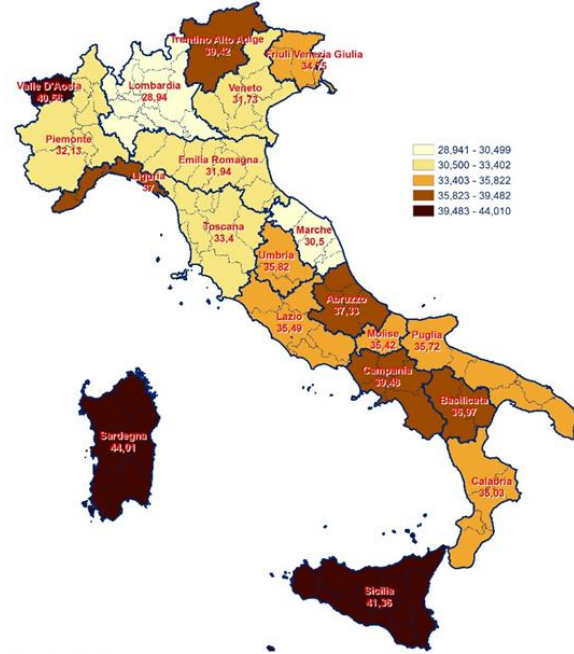 Trentino Alto Adige
39,42
Friuli Venezia Giulia
Valle D'Aosta
40,56
Lombardia
28,94
Veneto
31,73
Piemonte
32,13
Emilia Romagna
31,94
Liguria
37
28,941 - 30,499
30,500 - 33,402
33,403 - 35,822
35,823 - 39,482
39,483 - 44,010
Toscana
33,4
Marche
30,5
Umbria
35,82
Abruzzo
37,33
Lazio
35,49
Molise
35,42
Puglia
35,72
Campania
39,48
Basilicata
36,97
Sardegna
44,01
Calabria
35,03
Sicilia
41,36